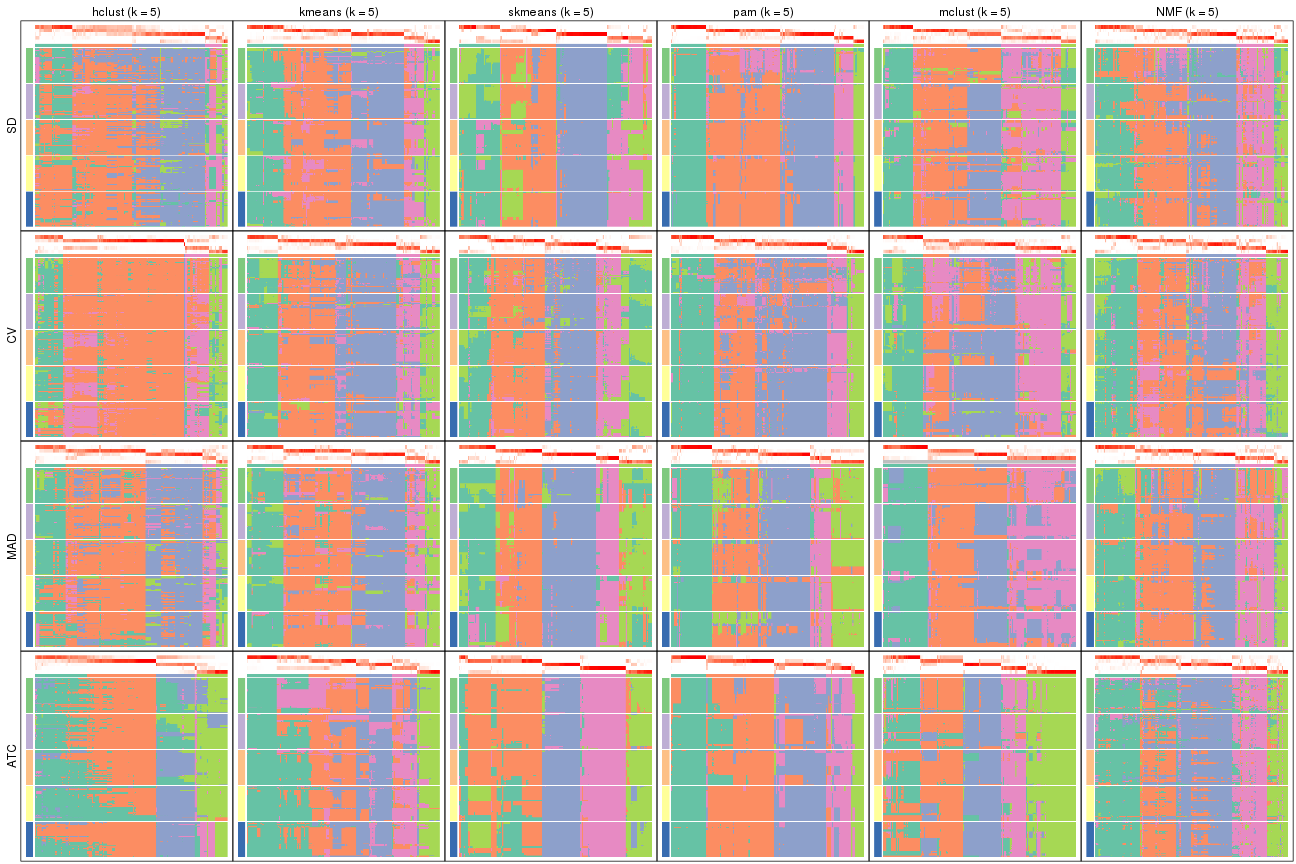 hclust (k = 5) kmeans (k = 5) skmeans (k = 5) pam (k = 5) mclust (k = 5) NMF (k = 5)
SD
CV
MAD
ATC